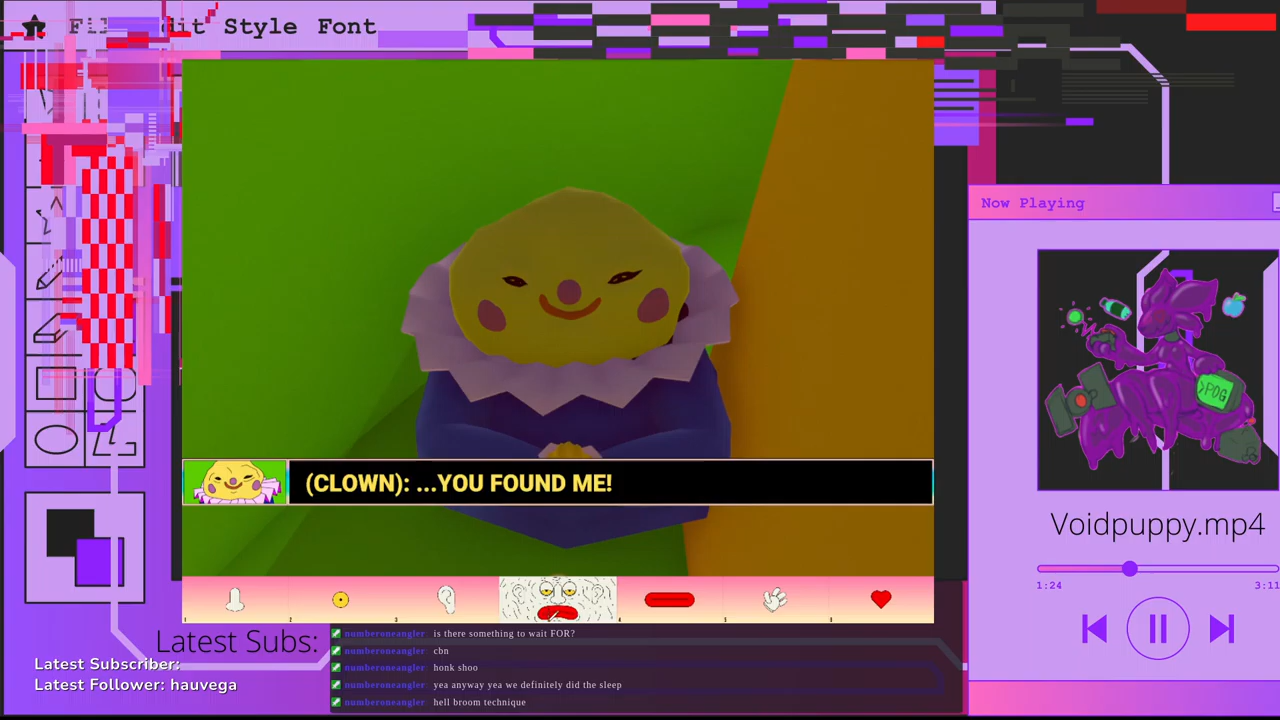 Style Font
Now Playing
>POG
(CLOWN): ...YOU FOUND ME!
Voidpuppy.mp4
1:24
3:11
Latest Subs:
Latest Subscriber:
Latest Follower: hauvega
numberoneangler is there something to wait FOR?
numberoneangler cbn
numberoneangler honk shoo
numberoneangler yea anyway yea we definitely did the sleep
numberoneangler hell broom technique